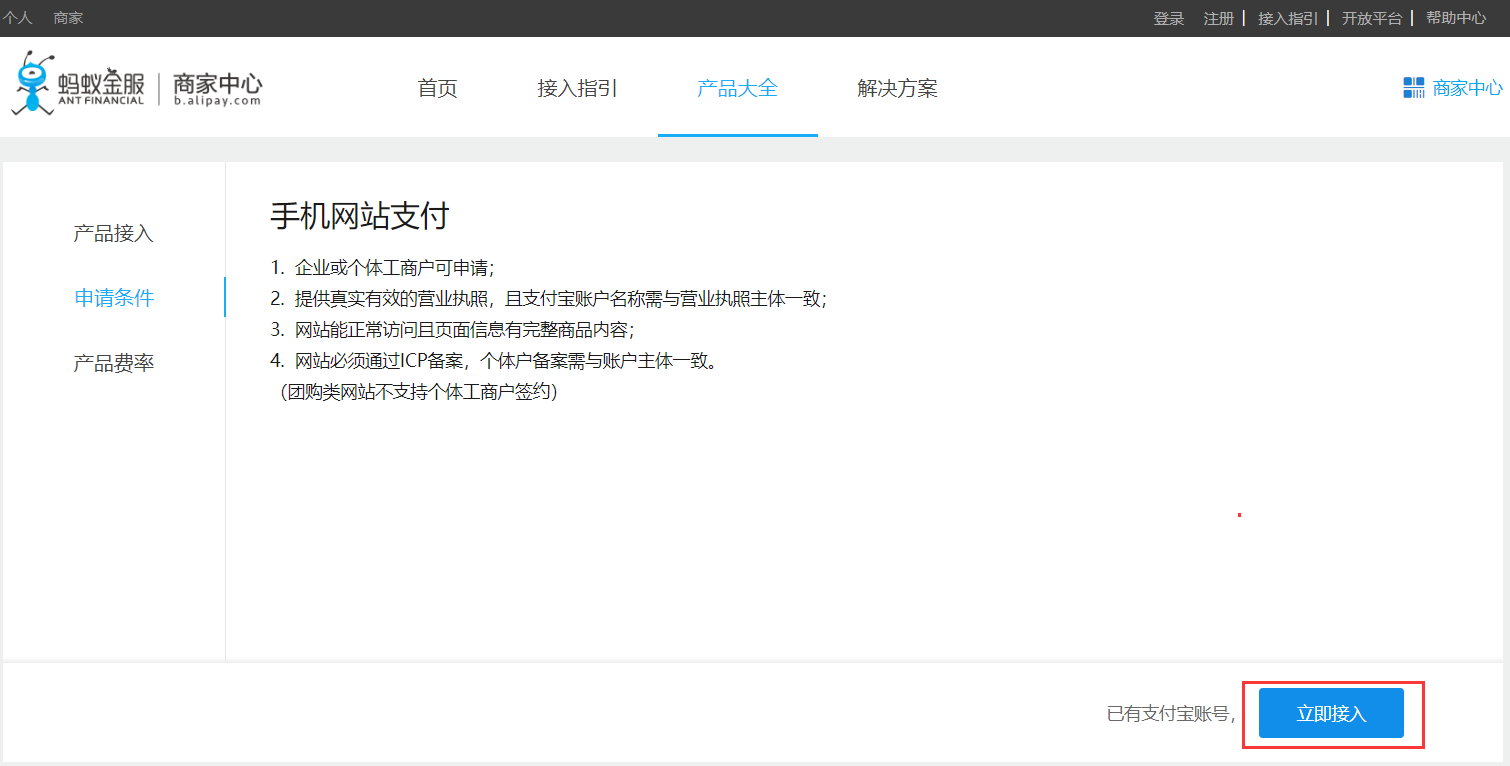 个人 商家 登录 注册 接入指引 开放平台 帮助中心
蚂蚁金服 商家中心
ANT FINANCIAL b.alipay.com
首页 接入指引 产品大全 解决方案 商家中心
产品接入
申请条件
产品费率
手机网站支付
1. 企业或个体工商户可申请；
2. 提供真实有效的营业执照，且支付宝账户名称需与营业执照主体一致；
3. 网站能正常访问且页面信息有完整商品内容；
4. 网站必须通过ICP备案，个体户备案需与账户主体一致。
（团购类网站不支持个体工商户签约）
已有支付宝账号， 立即接入